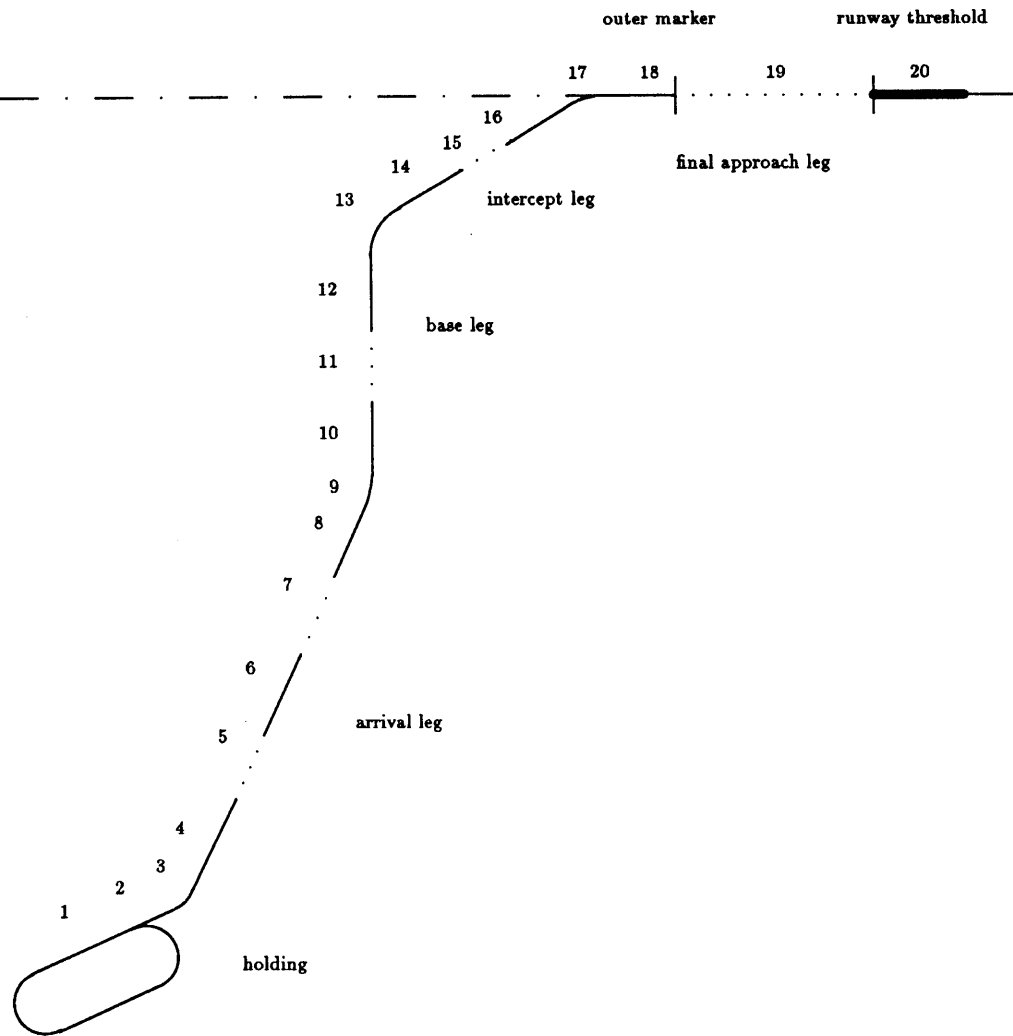 outer marker
runway threshold
17
18
19
20
16
15
final approach leg
14
13
intercept leg
12
base leg
11
10
9
8
7
6
arrival leg
5
4
3
2
1
holding